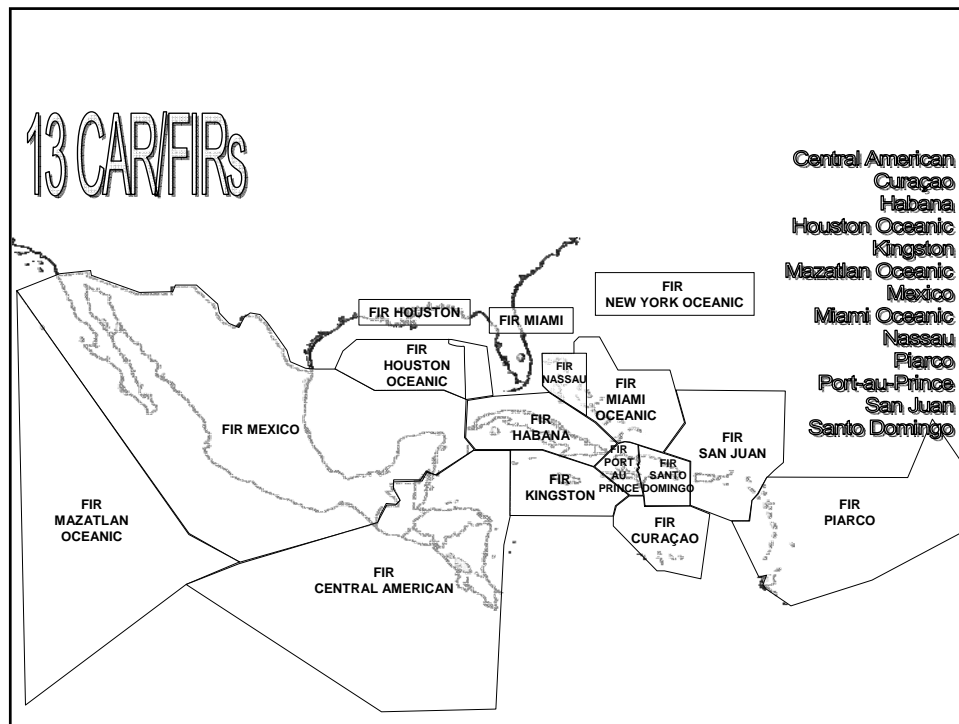 13 CAR/FIRs
Central American
Curaçao
Habana
Houston Oceanic
Kingston
Mazatlan Oceanic
Mexico
Miami Oceanic
Nassau
Piarco
Port-au-Prince
San Juan
Santo Domingo
FIR
NEW YORK OCEANIC
FIR HOUSTON
FIR MIAMI
FIR
HOUSTON
OCEANIC
FIR
NASSAU
FIR
MIAMI
OCEANIC
FIR MEXICO
FIR
HABANA
FIR
SAN JUAN
FIR
PORT
AU
PRINCE
FIR
SANTO
DOMINGO
FIR
KINGSTON
FIR
MAZATLAN
OCEANIC
FIR
PIARCO
FIR
CURAÇAO
FIR
CENTRAL AMERICAN